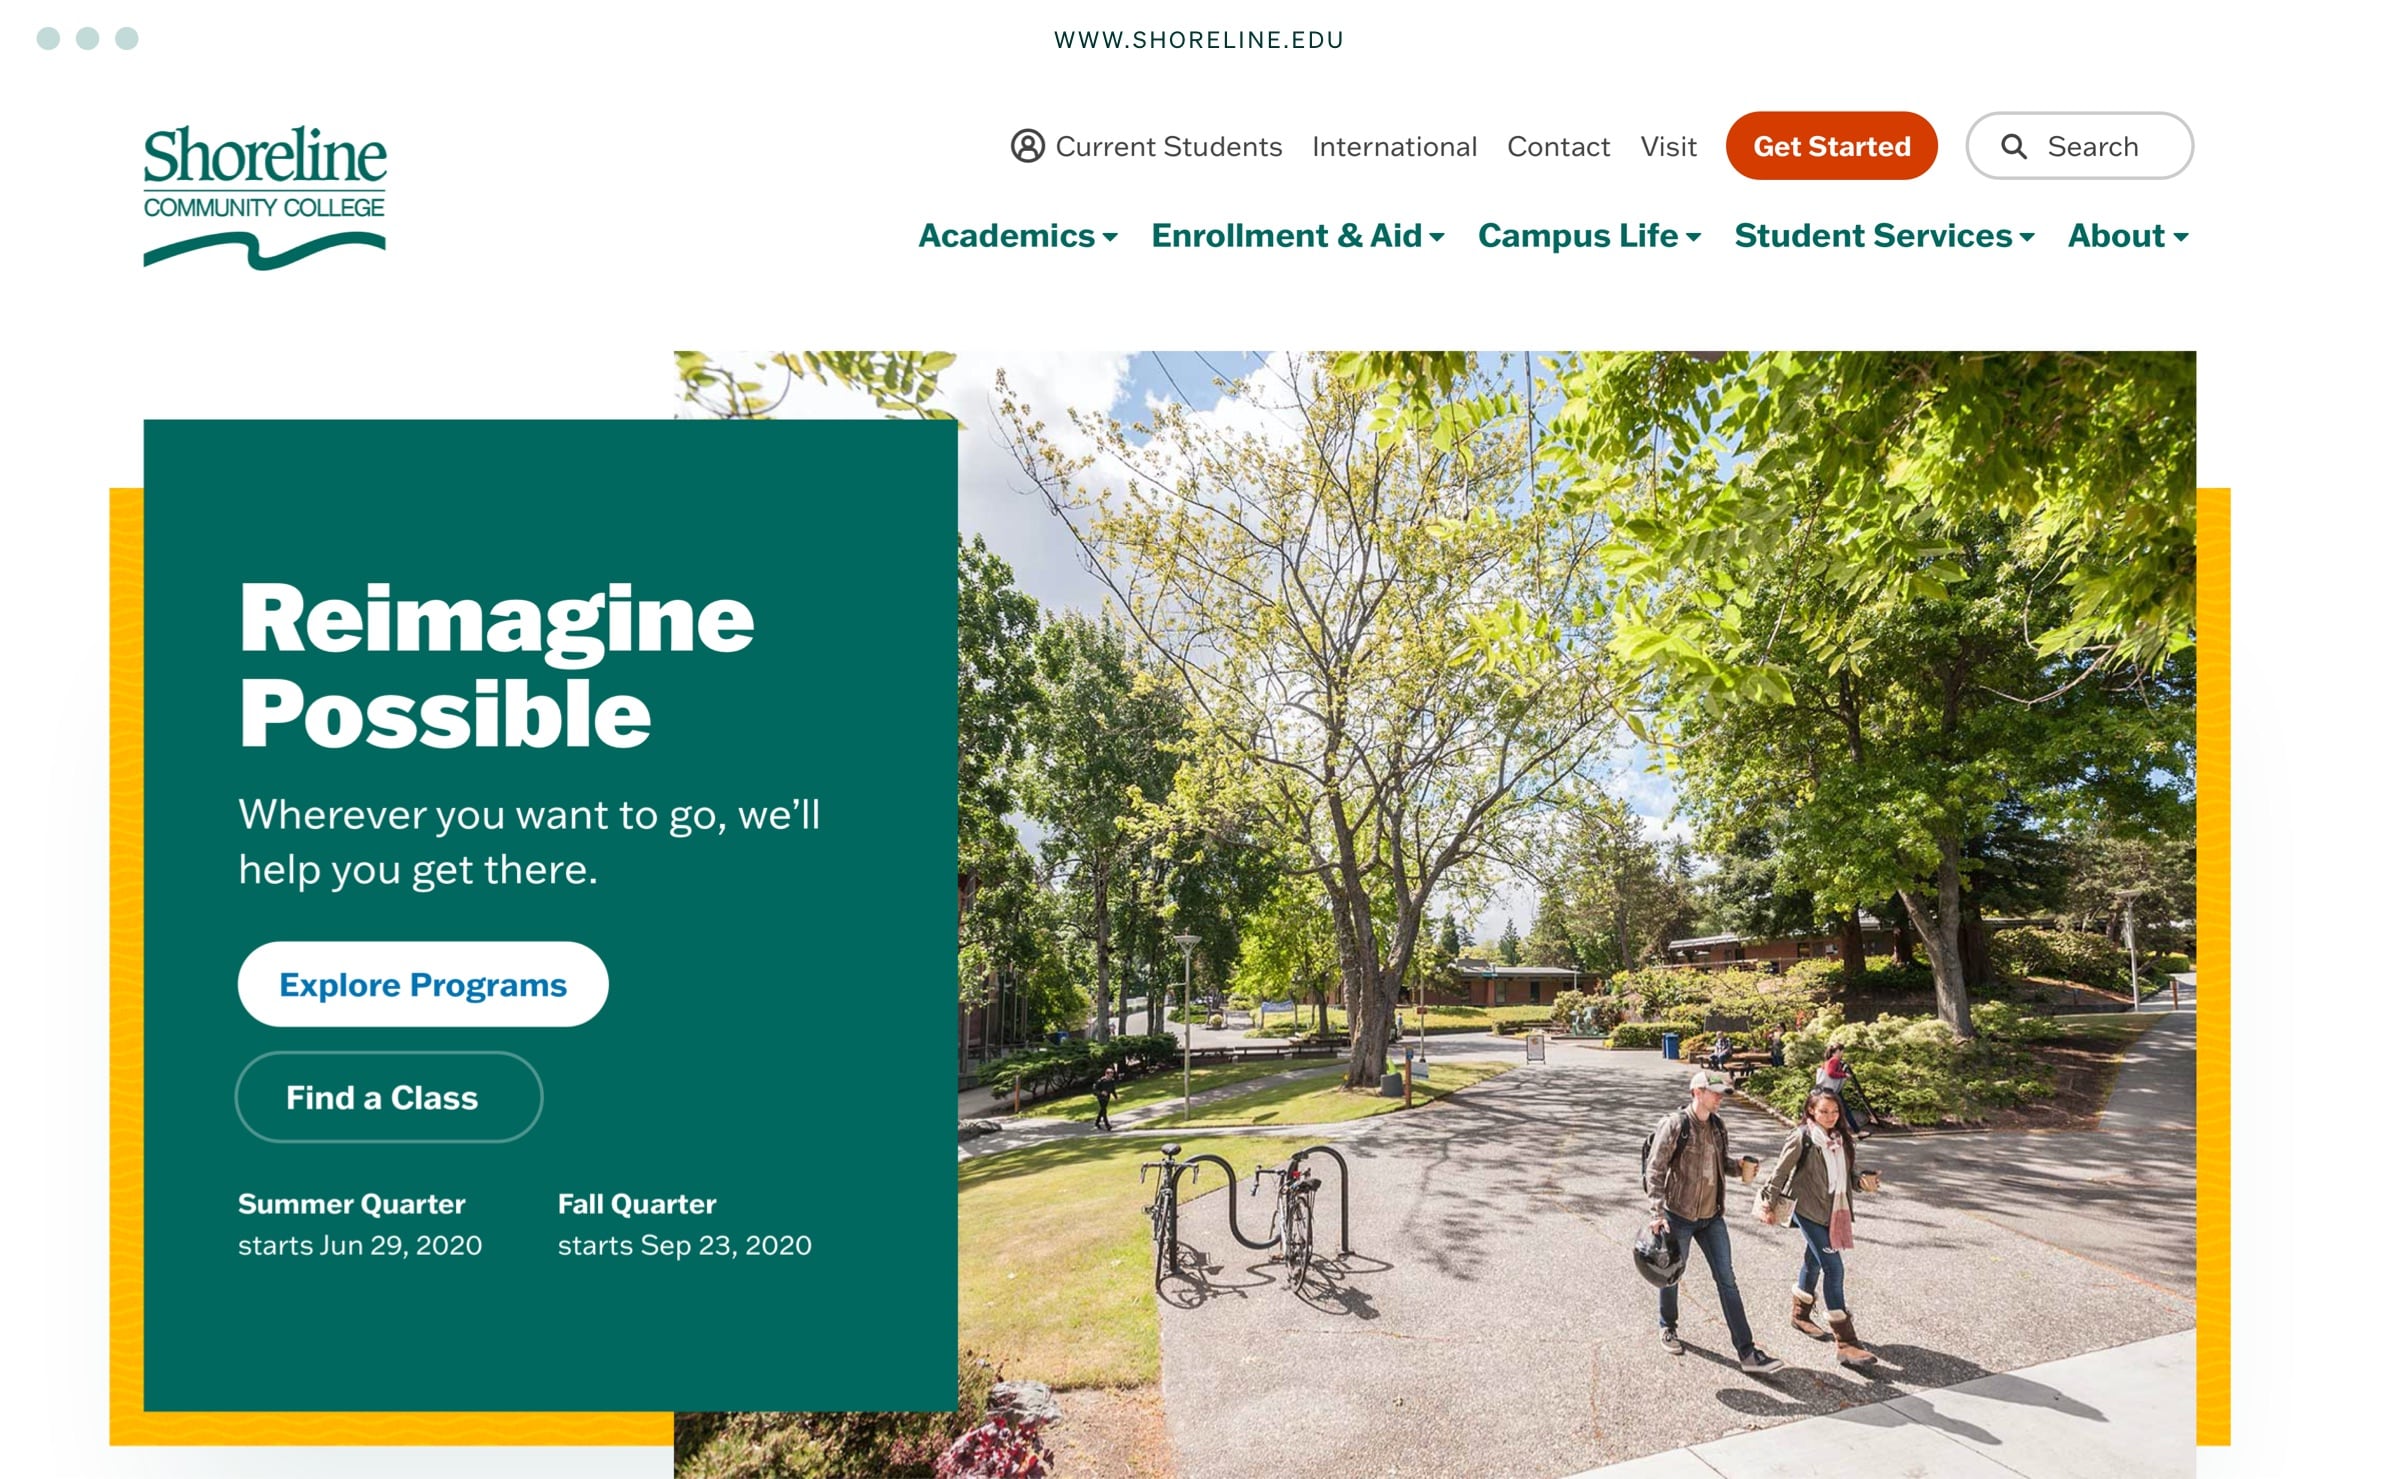 WWW.SHORELINE.EDU
Shoreline
COMMUNITY COLLEGE
Current Students International Contact Visit Get Started Search
Academics Enrollment & Aid Campus Life Student Services About
Reimagine
Possible
Wherever you want to go, we’ll
help you get there.
Explore Programs
Find a Class
Summer Quarter Fall Quarter
starts Jun 29, 2020 starts Sep 23, 2020